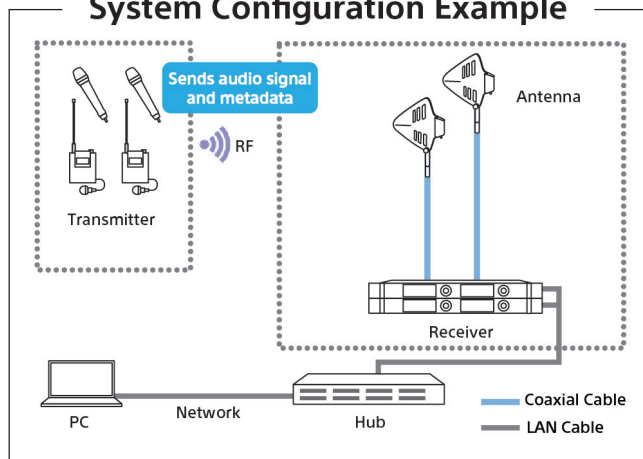 System Configuration Example
Sends audio signal
and metadata
RF
Antenna
Transmitter
Receiver
PC
Network
Hub
Coaxial Cable
LAN Cable